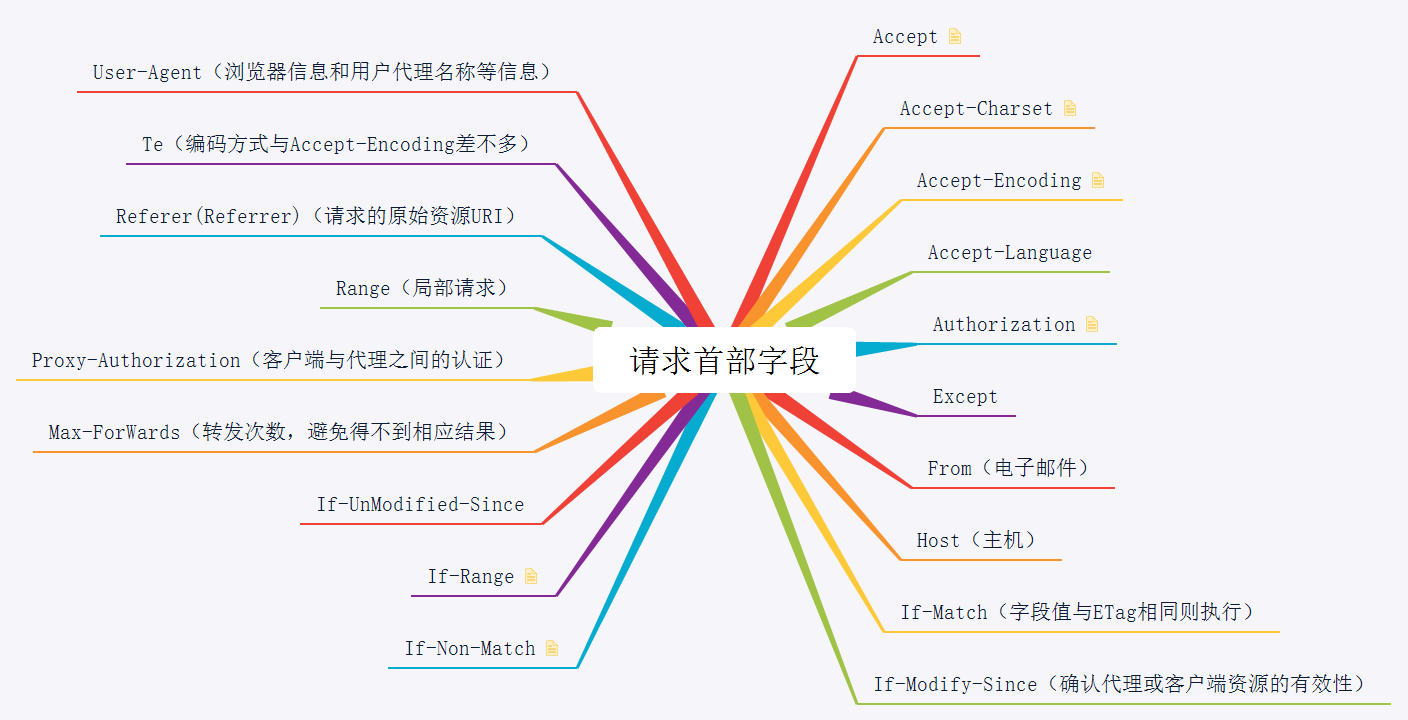 请求首部字段
Accept
Accept-Charset
Accept-Encoding
Accept-Language
Authorization
Except
From（电子邮件）
Host（主机）
If-Match（字段值与ETag相同则执行）
If-Modify-Since（确认代理或客户端资源的有效性）
User-Agent（浏览器信息和用户代理名称等信息）
Te（编码方式与Accept-Encoding差不多）
Referer(Referrer)（请求的原始资源URI）
Range（局部请求）
Proxy-Authorization（客户端与代理之间的认证）
Max-ForWards（转发次数，避免得不到相应结果）
If-UnModified-Since
If-Range
If-Non-Match